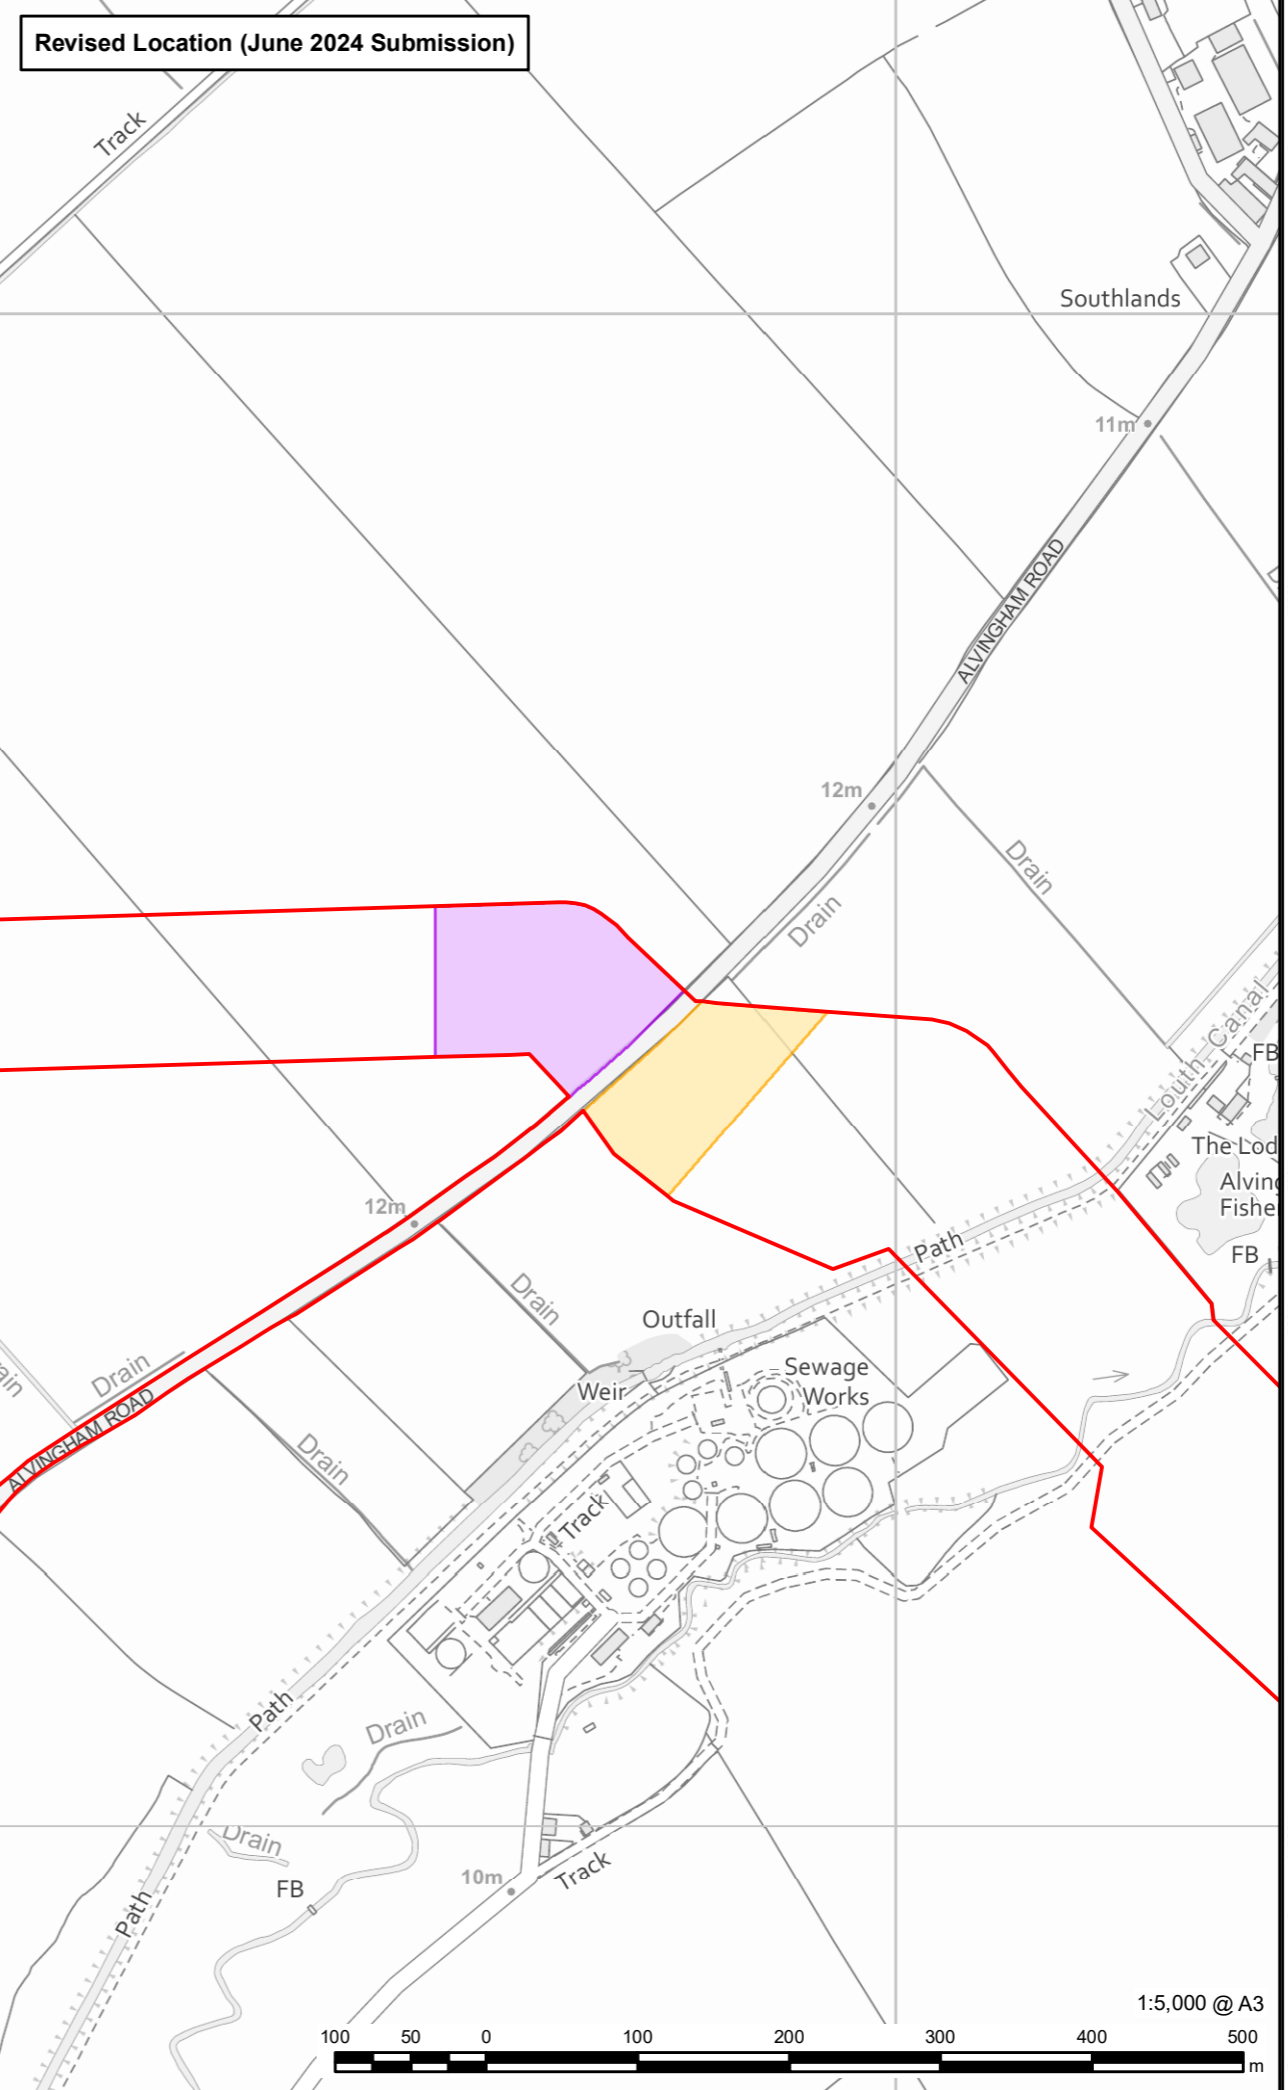 Revised Location (June 2024 Submission)
Track
Southlands
11m
ALVINGHAM ROAD
12m
Drain
Drain
Louth Canal
FB
The Lod
Alvin
Fishe
FB
Path
12m
Drain
Outfall
Sewage
Works
Weir
Drain
rain
ALVINGHAM ROAD
Drain
Track
Path
Drain
Drain
FB
Path
10m
Track
1:5,000 @ A3
100 50 0 100 200 300 400 500
m